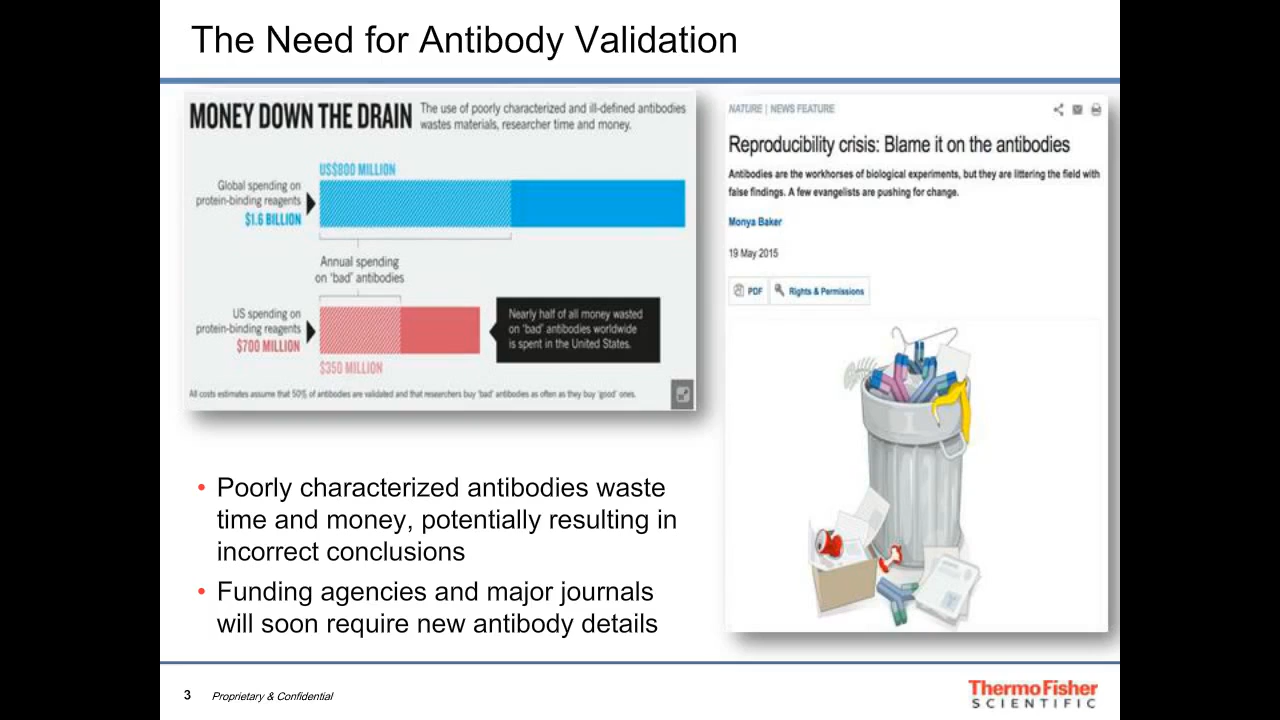 The Need for Antibody Validation
MONEY DOWN THE DRAIN
The use of poorly characterized and ill-defined antibodies
wastes materials, researcher time and money.
US$800 MILLION
Global spending on
protein-binding reagents
$1.6 BILLION
Annual spending
on ‘bad’ antibodies
US spending on
protein-binding reagents
$700 MILLION
Nearly half of all money wasted
on ‘bad’ antibodies worldwide
is spent in the United States.
$350 MILLION
All costs estimates assume that 50% of antibodies are validated and that researchers buy ‘bad’ antibodies as often as they buy ‘good’ ones.
NATURE | NEWS FEATURE
Reproducibility crisis: Blame it on the antibodies
Antibodies are the workhorses of biological experiments, but they are littering the field with
false findings. A few evangelists are pushing for change.
Monya Baker
19 May 2015
PDF
Rights & Permissions
• Poorly characterized antibodies waste
time and money, potentially resulting in
incorrect conclusions
• Funding agencies and major journals
will soon require new antibody details
3
Proprietary & Confidential
ThermoFisher
SCIENTIFIC